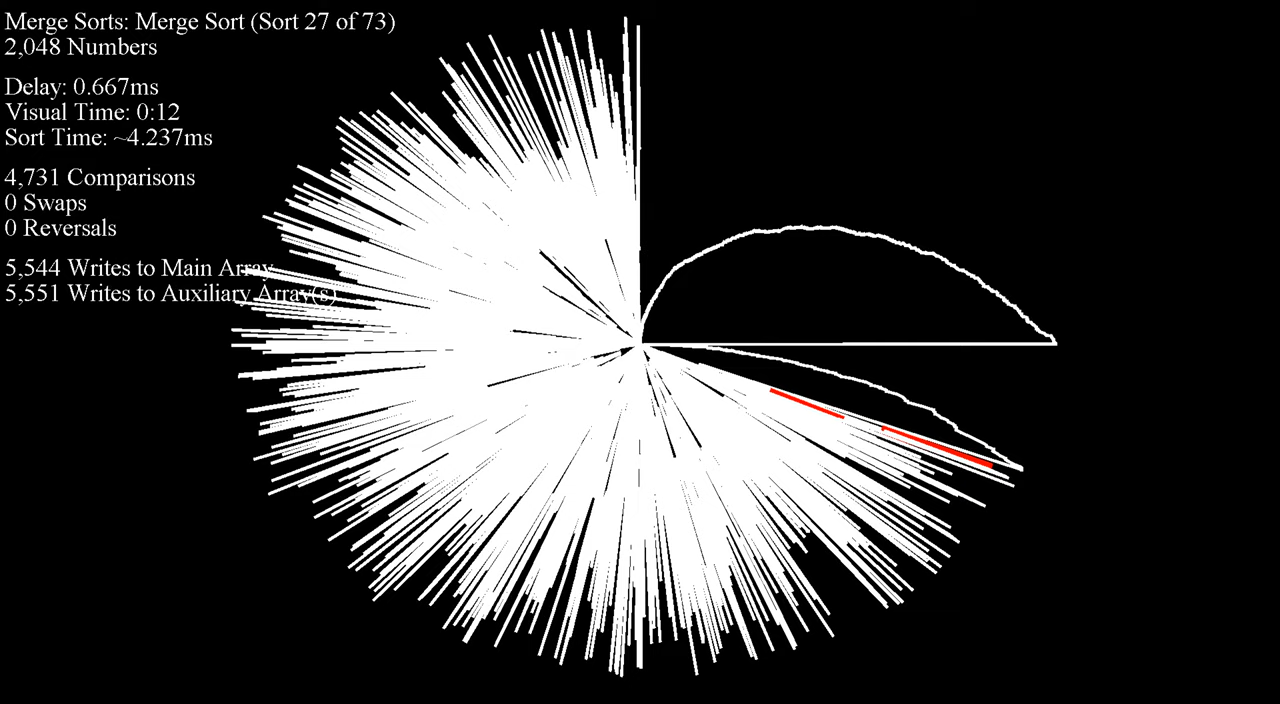 Merge Sorts: Merge Sort (Sort 27 of 73)
2,048 Numbers
Delay: 0.667ms
Visual Time: 0:12
Sort Time: ~4.237ms
4,731 Comparisons
0 Swaps
0 Reversals
5,544 Writes to Main Array
5,551 Writes to Auxiliary Array(s)